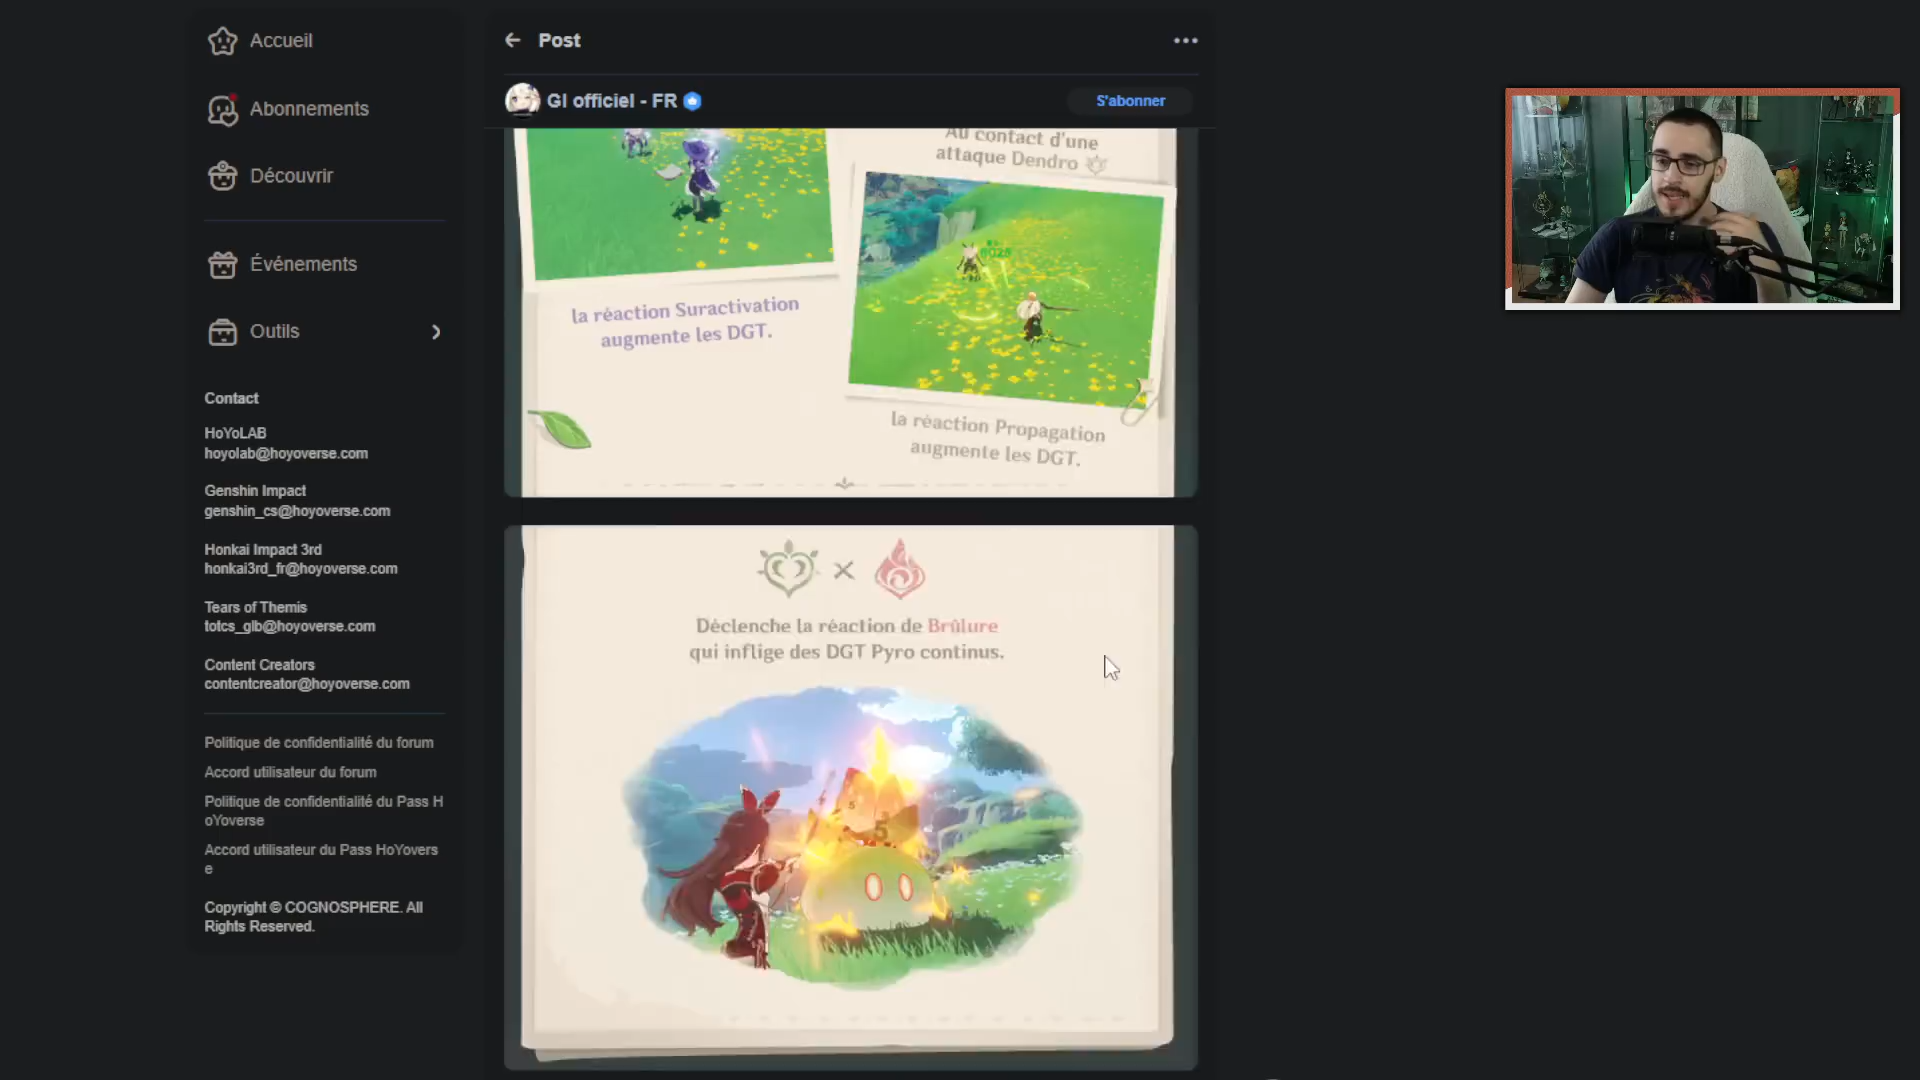 Accueil
Abonnements
Découvrir
Événements
Outils
Contact
HoYoLAB
hoyolab@hoyoverse.com
Genshin Impact
genshin_cs@hoyoverse.com
Honkai Impact 3rd
honkai3rd_fr@hoyoverse.com
Tears of Themis
totcs_glb@hoyoverse.com
Content Creators
contentcreator@hoyoverse.com
Politique de confidentialité du forum
Accord utilisateur du forum
Politique de confidentialité du Pass H
oYoverse
Accord utilisateur du Pass HoYovers
e
Copyright © COGNOSPHERE. All
Rights Reserved.
Post
GI officiel - FR
S'abonner
Au contact d'une
attaque Dendro
la réaction Suractivation
augmente les DGT.
la réaction Propagation
augmente les DGT.
Déclenche la réaction de Brûlure
qui inflige des DGT Pyro continus.
5
5